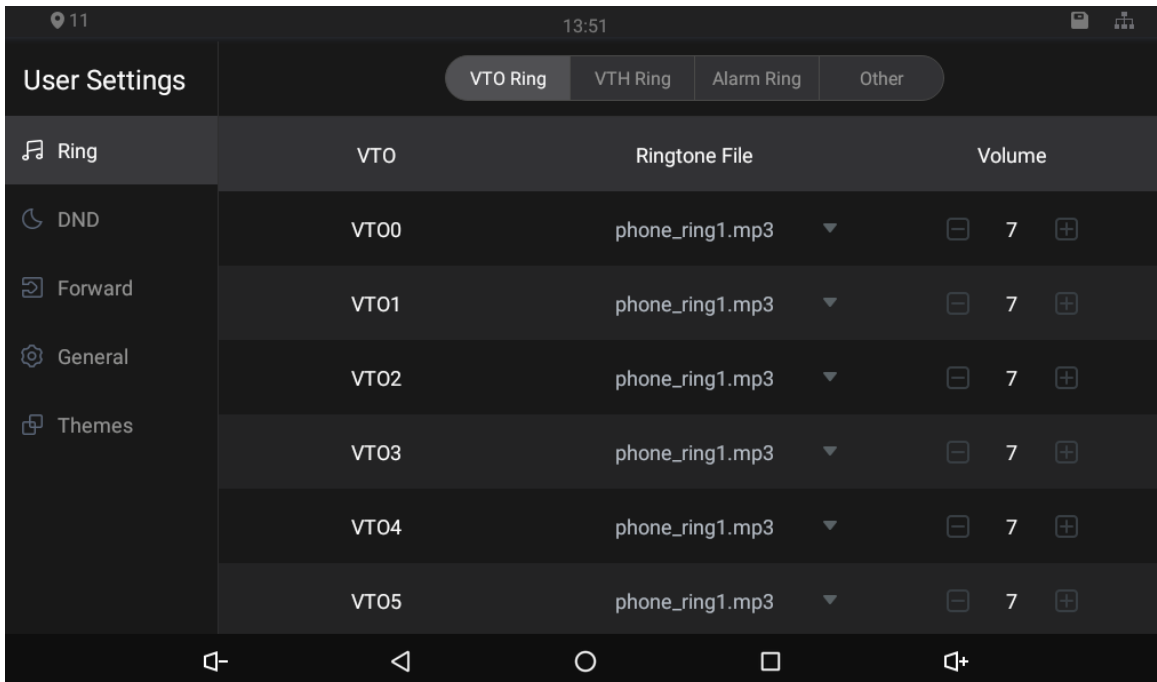 11
13:51
User Settings
VTO Ring VTH Ring Alarm Ring Other
Ring
DND
Forward
General
Themes
VTO Ringtone File Volume
VTO0 phone_ring1.mp3 7
VTO1 phone_ring1.mp3 7
VTO2 phone_ring1.mp3 7
VTO3 phone_ring1.mp3 7
VTO4 phone_ring1.mp3 7
VTO5 phone_ring1.mp3 7